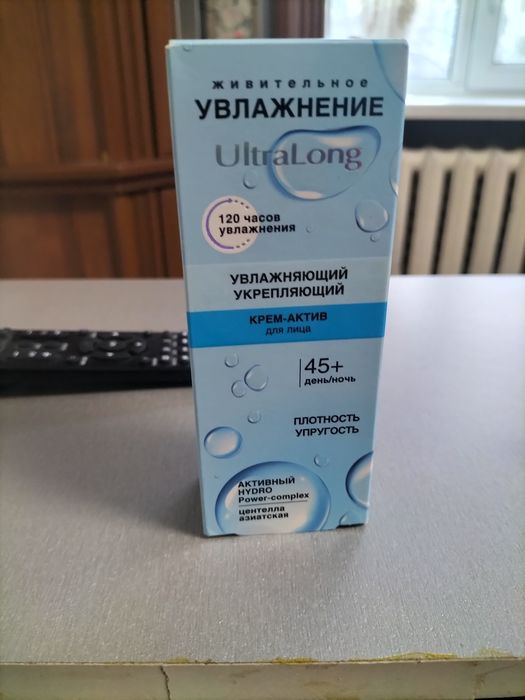 живительное
УВЛАЖНЕНИЕ
UltraLong
120 часов
увлажнения
УВЛАЖНЯЮЩИЙ
УКРЕПЛЯЮЩИЙ
КРЕМ-АКТИВ
для лица
45+
день/ночь
ПЛОТНОСТЬ
УПРУГОСТЬ
АКТИВНЫЙ
HYDRO
Power-complex
центелла
азиатская